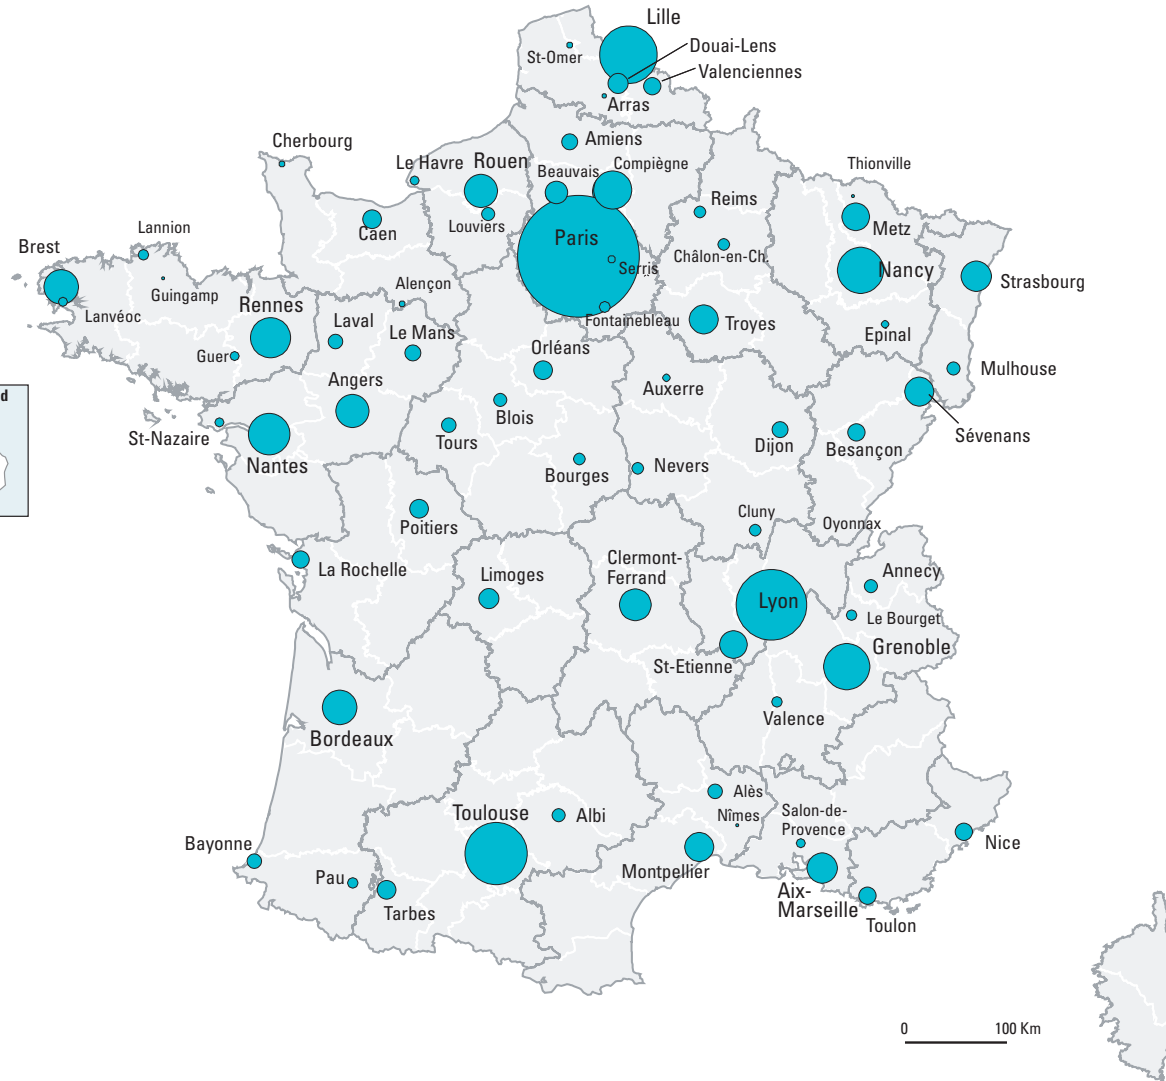 Lille
Douai-Lens
St-Omer
Valenciennes
Arras
Cherbourg
Amiens
Le Havre
Rouen
Beauvais
Compiègne
Thionville
Reims
Louviers
Caen
Metz
Lannion
Brest
Paris
Châlon-en-Ch.
Serris
Nancy
Strasbourg
Alençon
Guingamp
Rennes
Lanvéoc
Fontainebleau
Laval
Le Mans
Troyes
Epinal
Orléans
Guer
Mulhouse
Angers
Auxerre
d
Blois
St-Nazaire
Tours
Dijon
Besançon
Sévenans
Nantes
Bourges
Nevers
Cluny
Oyonnax
Poitiers
Clermont-
Ferrand
La Rochelle
Limoges
Annecy
Lyon
Le Bourget
Grenoble
St-Etienne
Valence
Bordeaux
Alès
Toulouse
Albi
Nîmes
Salon-de-
Provence
Bayonne
Nice
Montpellier
Pau
Aix-
Marseille
Tarbes
Toulon
0
100 Km